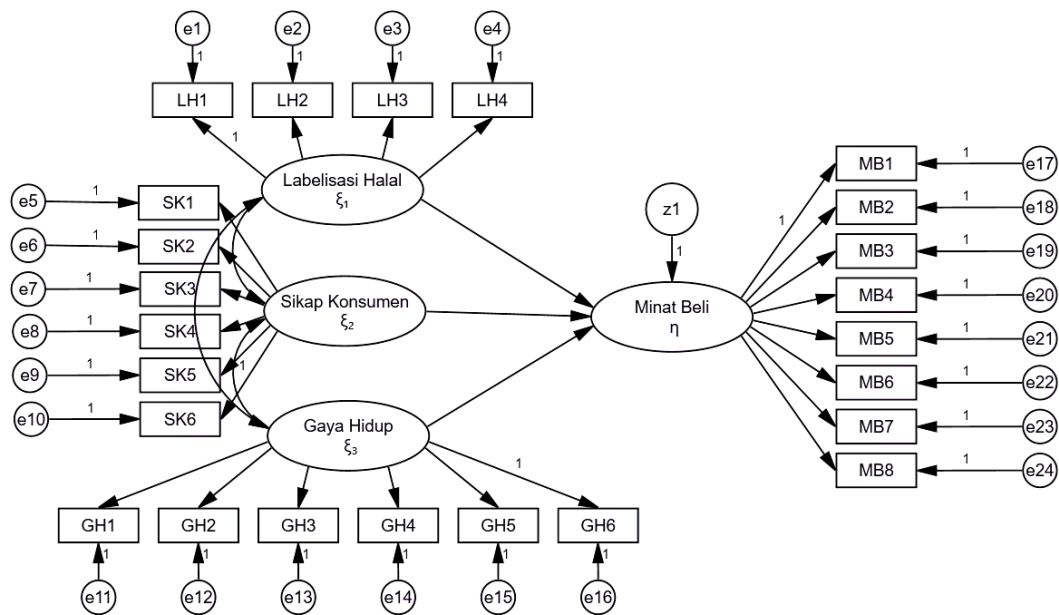 e1 e2 e3 e4
1 1 1 1
LH1 LH2 LH3 LH4
1
Labelisasi Halal
ξ₁
e5 1 SK1
e6 1 SK2
e7 1 SK3
e8 1 SK4
e9 1 SK5
e10 1 SK6
Sikap Konsumen
ξ₂
1
Gaya Hidup
ξ₃
1
GH1 GH2 GH3 GH4 GH5 GH6
1 1 1 1 1 1
e11 e12 e13 e14 e15 e16
z1
1
Minat Beli
η
1
MB1 1 e17
MB2 1 e18
MB3 1 e19
MB4 1 e20
MB5 1 e21
MB6 1 e22
MB7 1 e23
MB8 1 e24